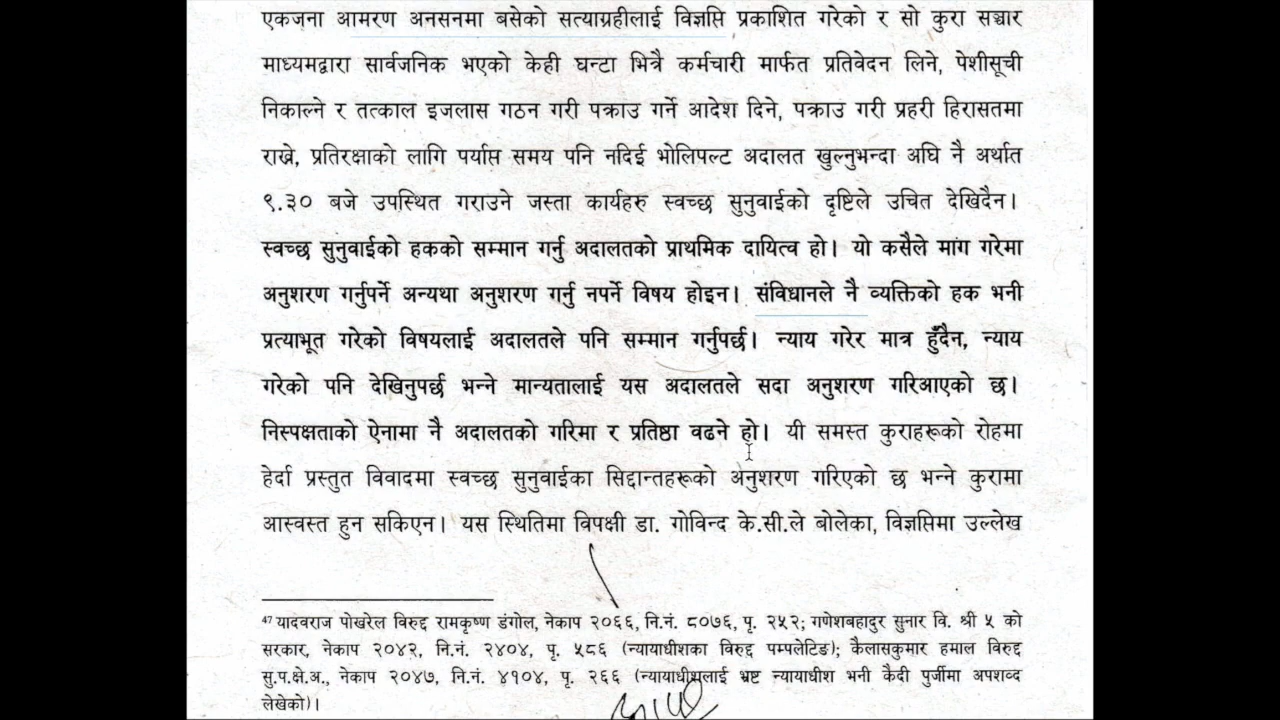 एकजना आमरण अनसनमा बसेको सत्याग्रहीलाई विज्ञप्ति प्रकाशित गरेको र सो कुरा सञ्चार
माध्यमद्वारा सार्वजनिक भएको केही घन्टा भित्रै कर्मचारी मार्फत प्रतिवेदन लिने, पेशीसूची
निकाल्ने र तत्काल इजलास गठन गरी पक्राउ गर्ने आदेश दिने, पक्राउ गरी प्रहरी हिरासतमा
राख्ने, प्रतिरक्षाको लागि पर्याप्त समय पनि नदिई भोलिपल्ट अदालत खुल्नुभन्दा अघि नै अर्थात
९.३० बजे उपस्थित गराउने जस्ता कार्यहरु स्वच्छ सुनुवाईको दृष्टिले उचित देखिदैन।
स्वच्छ सुनुवाईको हकको सम्मान गर्नु अदालतको प्राथमिक दायित्व हो। यो कसैले माग गरेमा
अनुशरण गर्नुपर्ने अन्यथा अनुशरण गर्नु नपर्ने विषय होइन। संविधानले नै व्यक्तिको हक भनी
प्रत्याभूत गरेको विषयलाई अदालतले पनि सम्मान गर्नुपर्छ। न्याय गरेर मात्र हुँदैन, न्याय
गरेको पनि देखिनुपर्छ भन्ने मान्यतालाई यस अदालतले सदा अनुशरण गरिआएको छ।
निस्पक्षताको ऐनामा नै अदालतको गरिमा र प्रतिष्ठा वढने हो। यी समस्त कुराहरूको रोहमा
हेर्दा प्रस्तुत विवादमा स्वच्छ सुनुवाईका सिद्दान्तहरूको अनुशरण गरिएको छ भन्ने कुरामा
आस्वस्त हुन सकिएन। यस स्थितिमा विपक्षी डा. गोविन्द के.सी.ले बोलेका, विज्ञप्तिमा उल्लेख
⁴⁷ यादवराज पोखरेल विरुद्द रामकृष्ण डंगोल, नेकाप २०६६, नि.नं. ८०७६, पृ. २५२; गणेशबहादुर सुनार वि. श्री ५ को
सरकार, नेकाप २०४२, नि.नं. २४०४, पृ. ५८६ (न्यायाधीशका विरुद्द पम्पलेटिङ); कैलासकुमार हमाल विरुद्द
सु.प.क्षे.अ., नेकाप २०४७, नि.नं. ४१०४, पृ. २६६ (न्यायाधीशलाई भ्रष्ट न्यायाधीश भनी कैदी पुर्जीमा अपशव्द
लेखेको)।